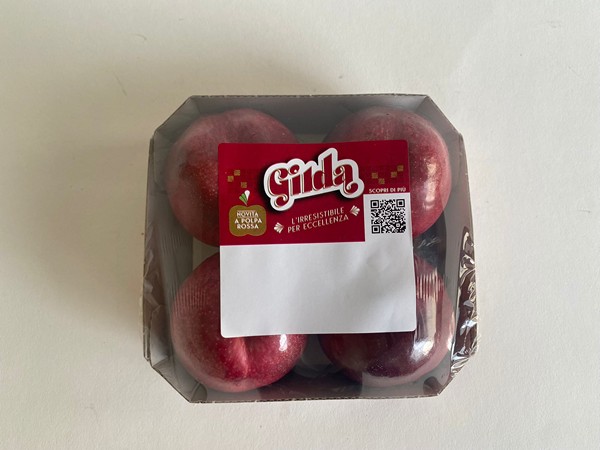 Gilda
SCOPRI DI PIÙ
NOVITÀ
A POLPA
ROSSA
L'IRRESISTIBILE
PER ECCELLENZA